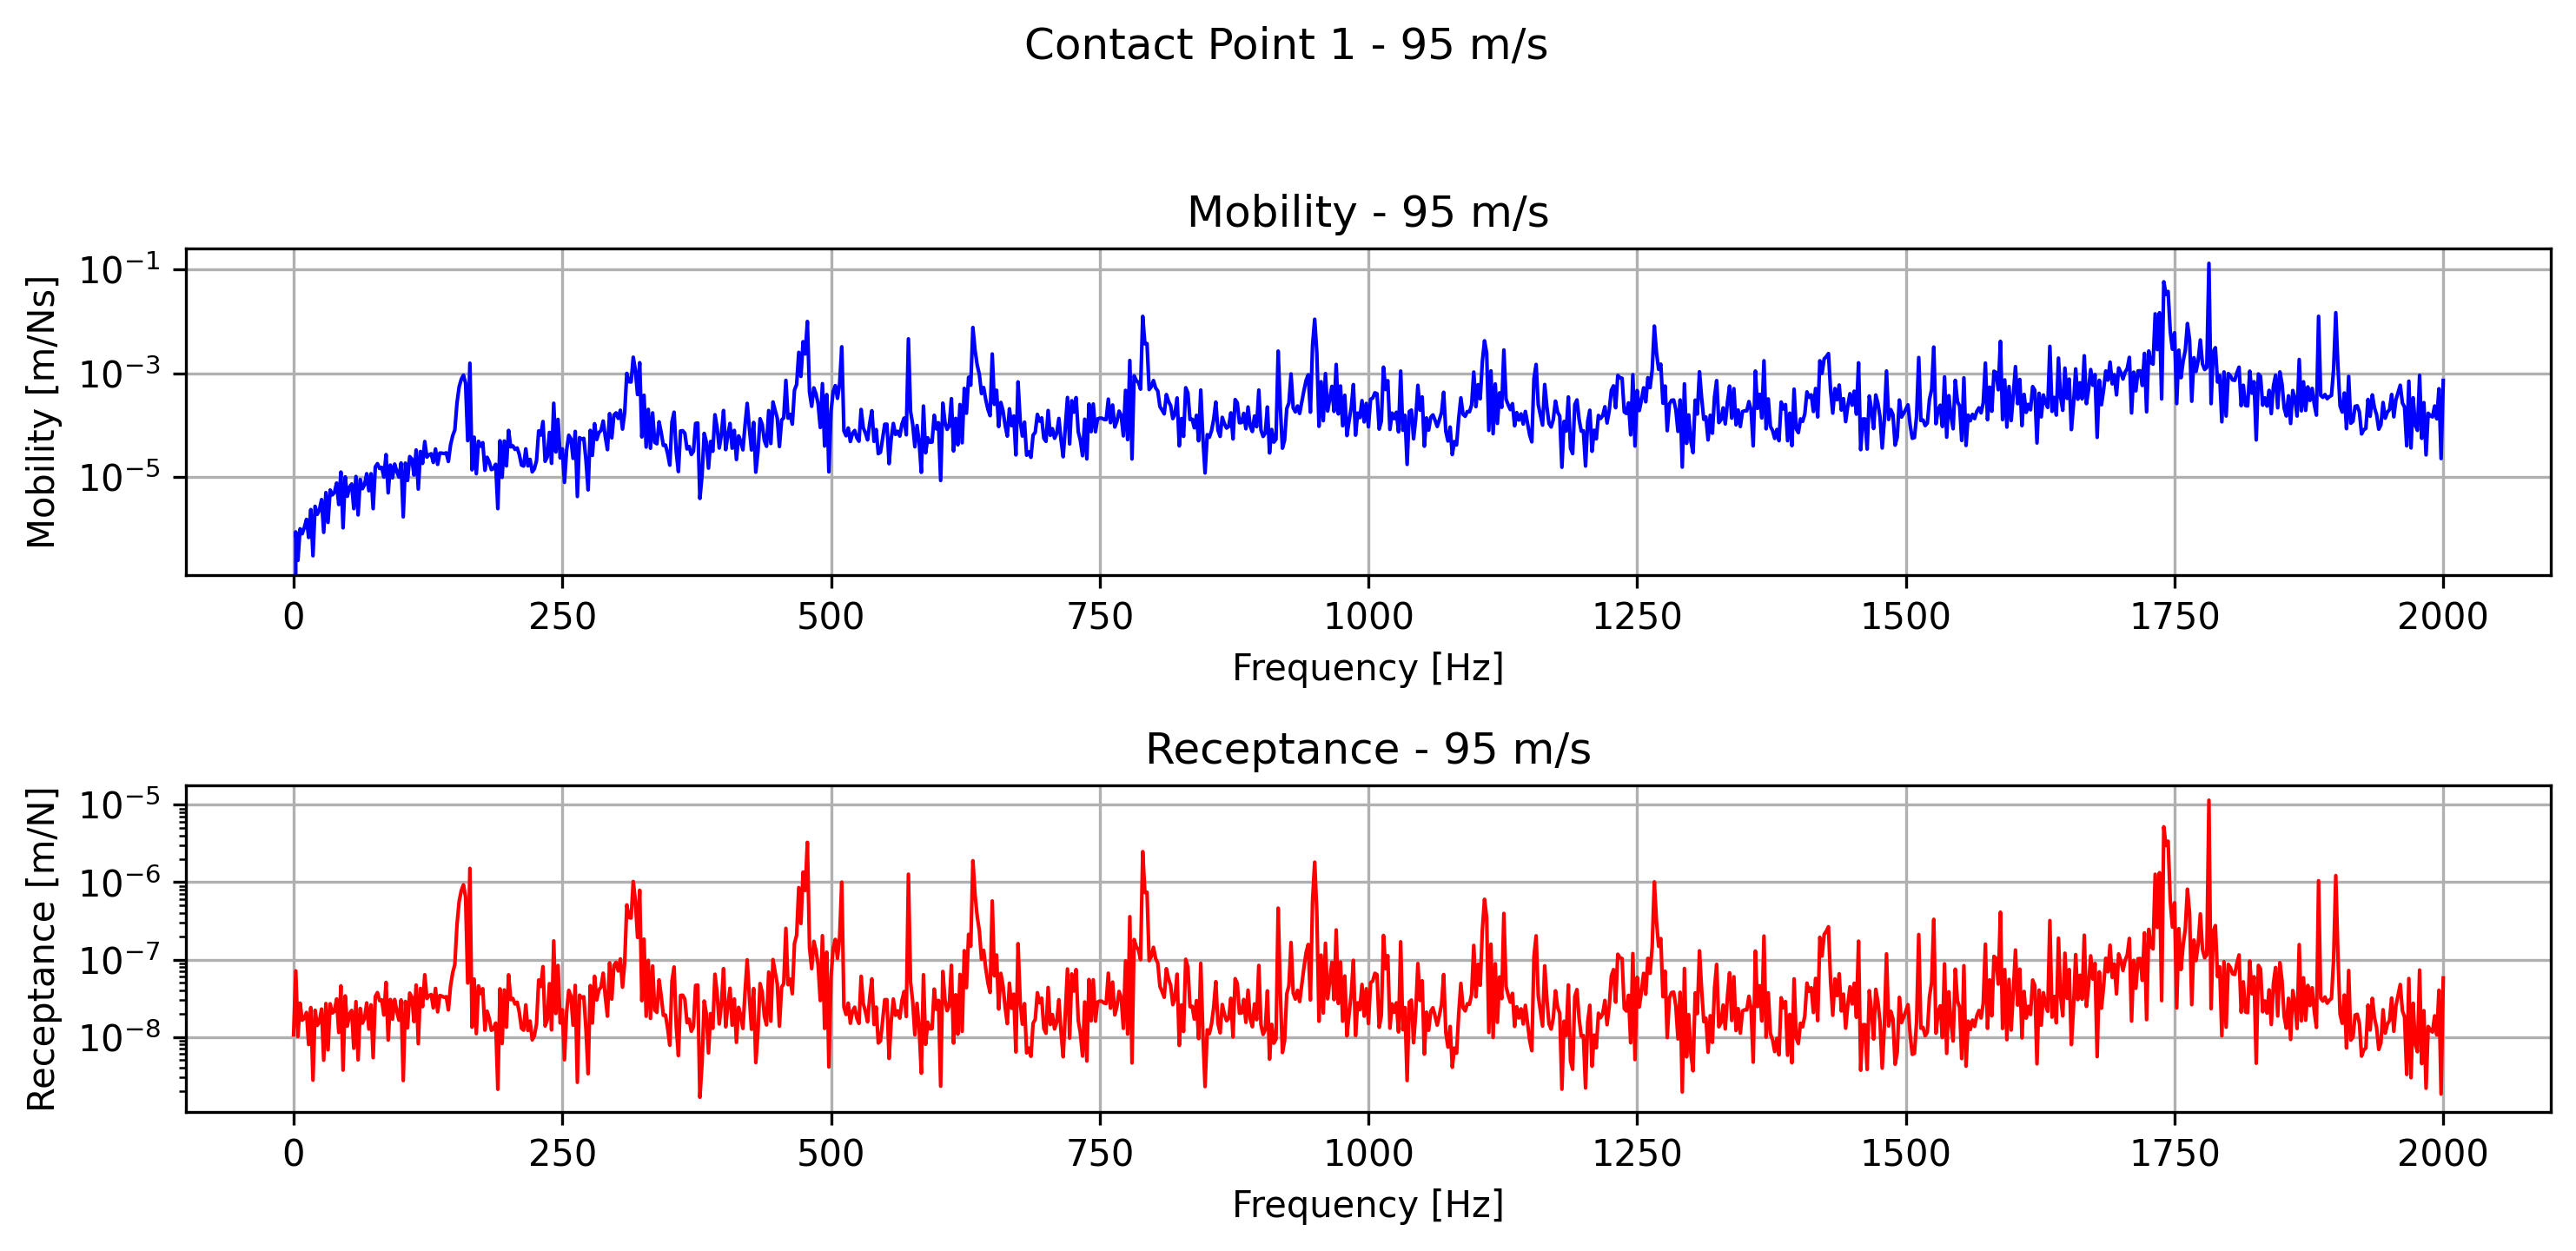 Contact Point 1 - 95 m/s
Mobility - 95 m/s
Mobility [m/Ns]
10⁻¹
10⁻³
10⁻⁵
0 250 500 750 1000 1250 1500 1750 2000
Frequency [Hz]
Receptance - 95 m/s
Receptance [m/N]
10⁻⁵
10⁻⁶
10⁻⁷
10⁻⁸
0 250 500 750 1000 1250 1500 1750 2000
Frequency [Hz]